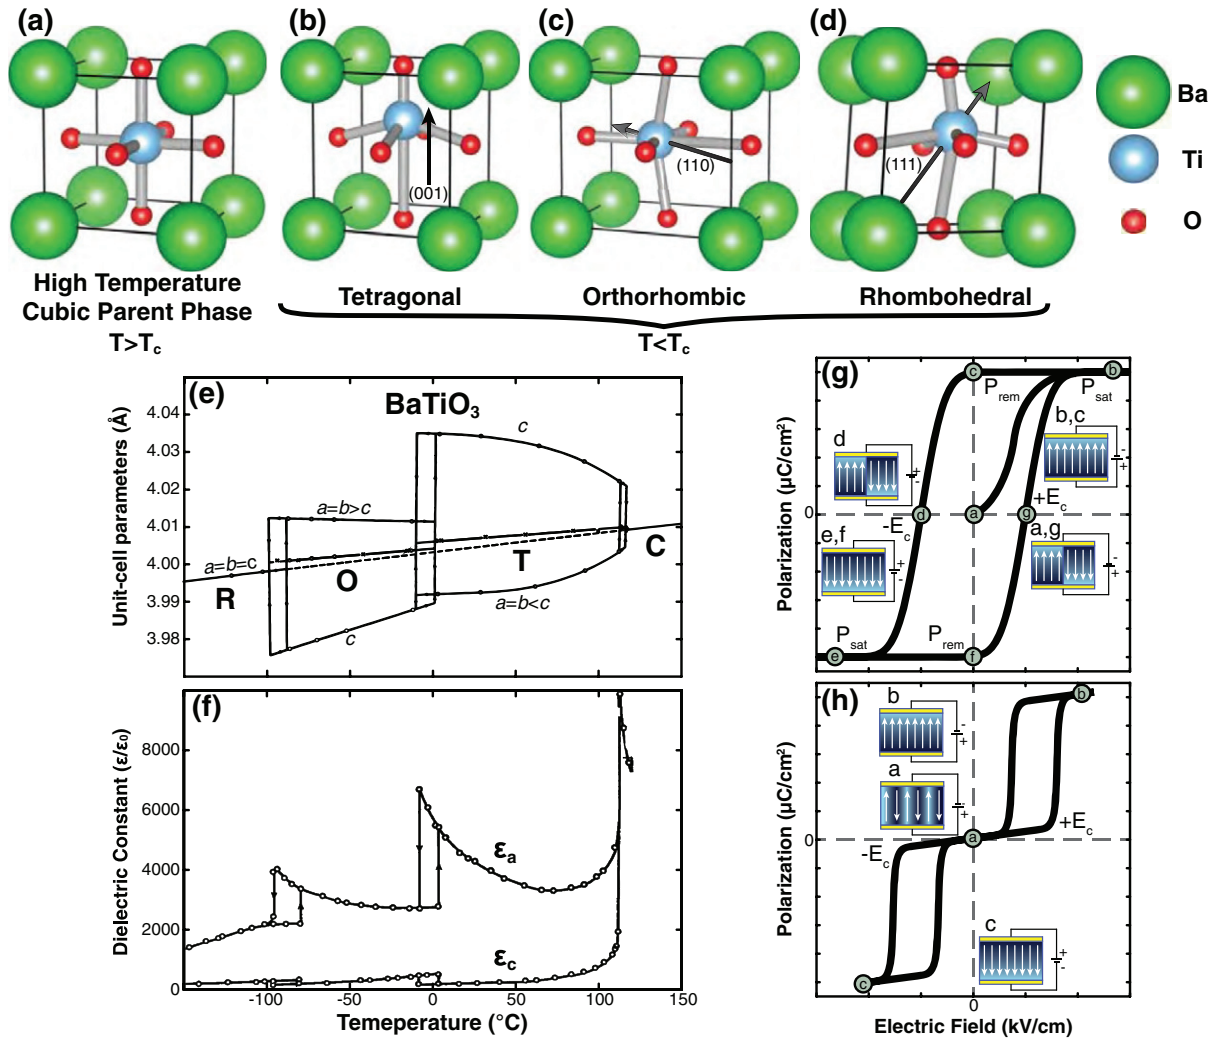 (a)
(b)
(c)
(d)
(001)
(110)
(111)
Ba
Ti
O
High Temperature
Cubic Parent Phase
T>Tc
Tetragonal
Orthorhombic
Rhombohedral
T<Tc
(e)
BaTiO3
Unit-cell parameters (Å)
4.04
4.03
4.02
4.01
4.00
3.99
3.98
c
a=b>c
a=b=c
a=b<c
c
R
O
T
C
(f)
Dielectric Constant (ε/ε0)
8000
6000
4000
2000
0
εa
εc
-100
-50
0
50
100
150
Temeperature (°C)
(g)
Polarization (µC/cm²)
0
c
b
Prem
Psat
b,c
- +
d
+ -
a
d
g
-Ec
+Ec
e,f
+ -
a,g
- +
Psat
Prem
e
f
(h)
Polarization (µC/cm²)
0
b
- +
b
a
- +
a
+Ec
-Ec
c
+ -
c
0
Electric Field (kV/cm)